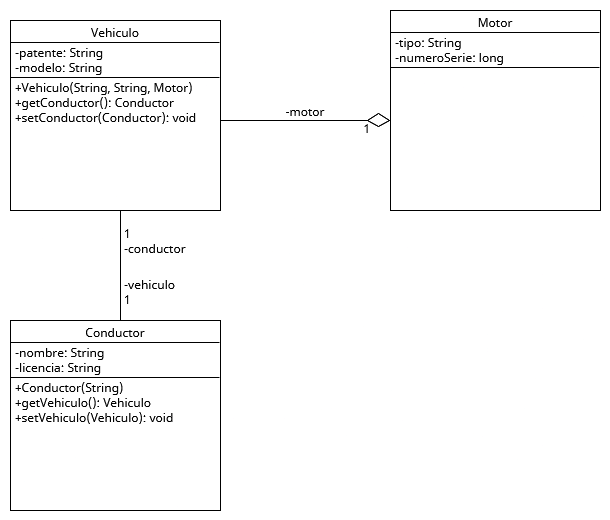 Vehiculo
-patente: String
-modelo: String
+Vehiculo(String, String, Motor)
+getConductor(): Conductor
+setConductor(Conductor): void
-motor
1
Motor
-tipo: String
-numeroSerie: long
1
-conductor
-vehiculo
1
Conductor
-nombre: String
-licencia: String
+Conductor(String)
+getVehiculo(): Vehiculo
+setVehiculo(Vehiculo): void